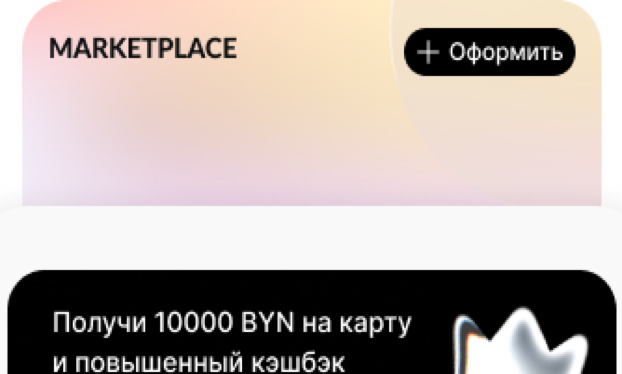 MARKETPLACE
+ Оформить
Получи 10000 BYN на карту
и повышенный кэшбэк